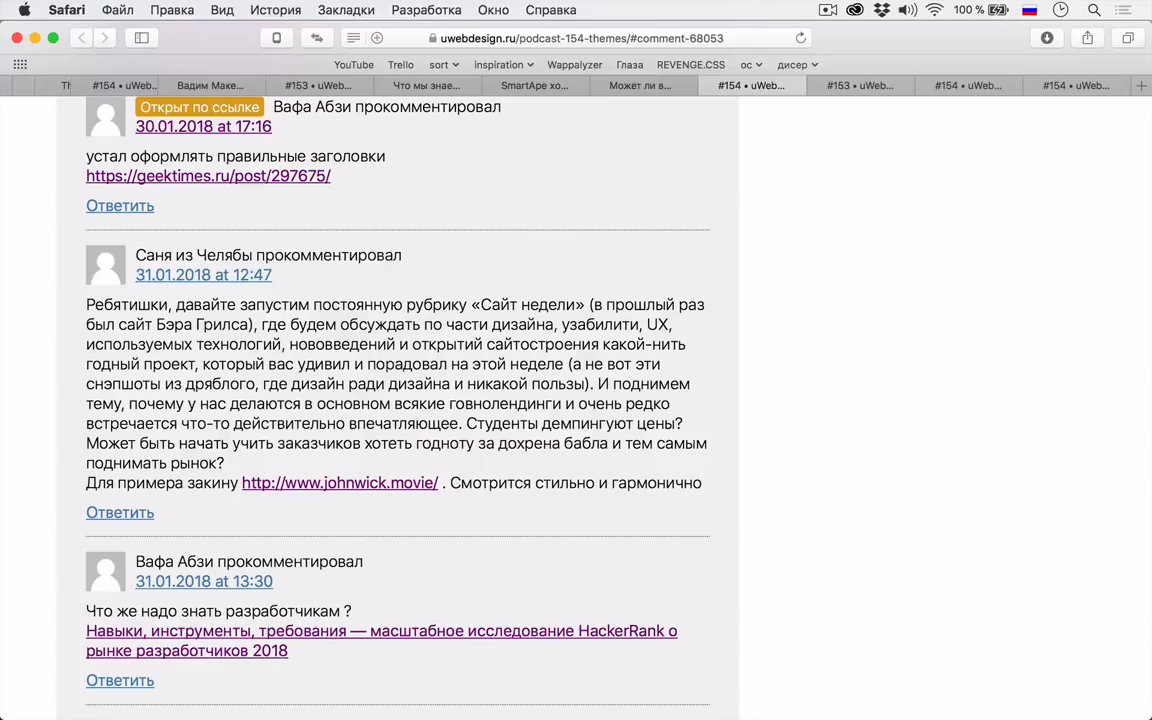 Safari Файл Правка Вид История Закладки Разработка Окно Справка 100 %
uwebdesign.ru/podcast-154-themes/#comment-68053
YouTube Trello sort inspiration Wappalyzer Глаза REVENGE.CSS ос дисер
Tl #154 • uWeb... Вадим Маке... #153 • uWeb... Что мы знае... SmartApe хо... Может ли в... #154 • uWeb... #153 • uWeb... #154 • uWeb... #154 • uWeb...
Открыт по ссылке Вафа Абзи прокомментировал
30.01.2018 at 17:16
устал оформлять правильные заголовки
https://geektimes.ru/post/297675/
Ответить
Саня из Челябы прокомментировал
31.01.2018 at 12:47
Ребятишки, давайте запустим постоянную рубрику «Сайт недели» (в прошлый раз
был сайт Бэра Грилса), где будем обсуждать по части дизайна, узабилити, UX,
используемых технологий, нововведений и открытий сайтостроения какой-нить
годный проект, который вас удивил и порадовал на этой неделе (а не вот эти
снэпшоты из дряблого, где дизайн ради дизайна и никакой пользы). И поднимем
тему, почему у нас делаются в основном всякие говнолендинги и очень редко
встречается что-то действительно впечатляющее. Студенты демпингуют цены?
Может быть начать учить заказчиков хотеть годноту за дохрена бабла и тем самым
поднимать рынок?
Для примера закину http://www.johnwick.movie/ . Смотрится стильно и гармонично
Ответить
Вафа Абзи прокомментировал
31.01.2018 at 13:30
Что же надо знать разработчикам ?
Навыки, инструменты, требования — масштабное исследование HackerRank о
рынке разработчиков 2018
Ответить